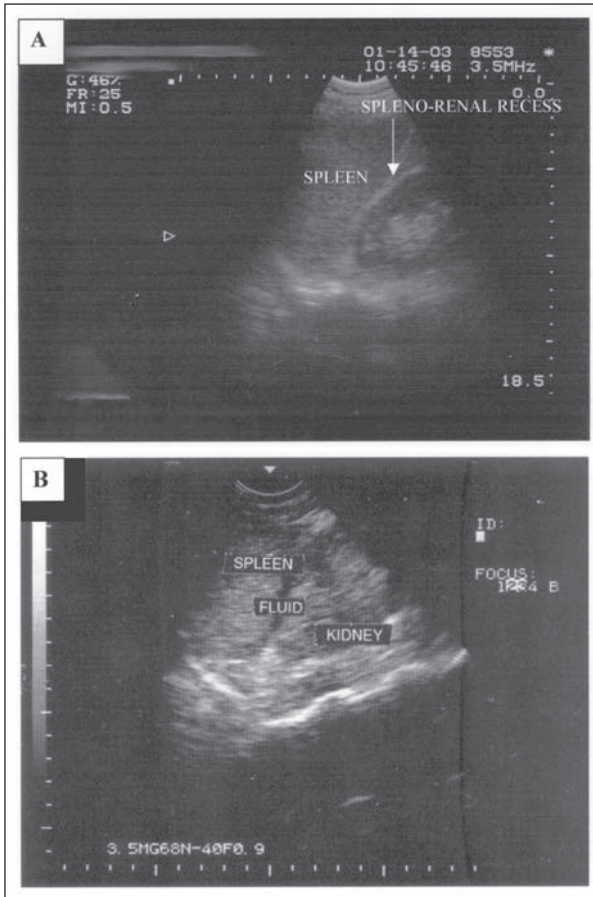 A
01-14-03 8553 *
10:45:46 3.5MHz
G:46%
FR:25
MI:0.5
0.0
SPLENO-RENAL RECESS
SPLEEN
18.5
B
ID:
SPLEEN
FOCUS:
B
FLUID
KIDNEY
3.5MG68N-40F0.9